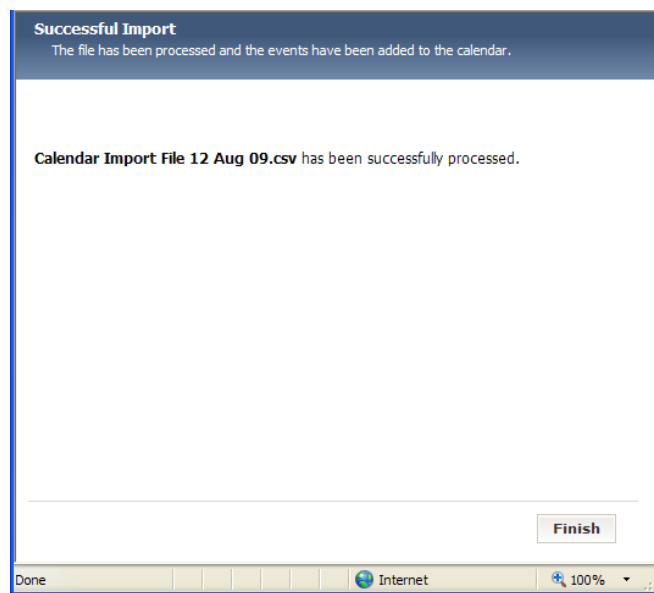 Successful Import
The file has been processed and the events have been added to the calendar.
Calendar Import File 12 Aug 09.csv has been successfully processed.
Finish
Done
Internet
100%